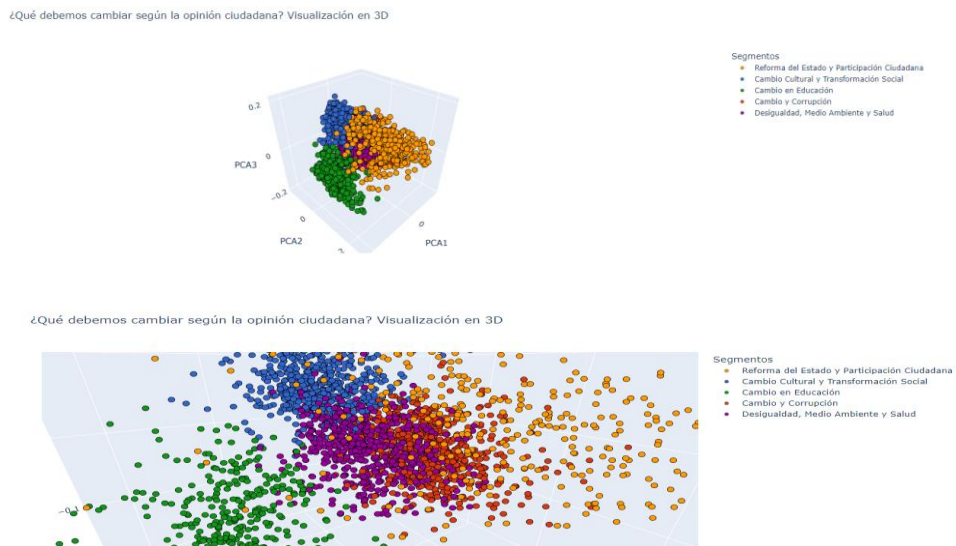 ¿Qué debemos cambiar según la opinión ciudadana? Visualización en 3D
Segmentos
Reforma del Estado y Participación Ciudadana
Cambio Cultural y Transformación Social
Cambio en Educación
Cambio y Corrupción
Desigualdad, Medio Ambiente y Salud
0.2
0
PCA3
−0.2
0
0
PCA2
PCA1
¿Qué debemos cambiar según la opinión ciudadana? Visualización en 3D
Segmentos
Reforma del Estado y Participación Ciudadana
Cambio Cultural y Transformación Social
Cambio en Educación
Cambio y Corrupción
Desigualdad, Medio Ambiente y Salud
−0.1